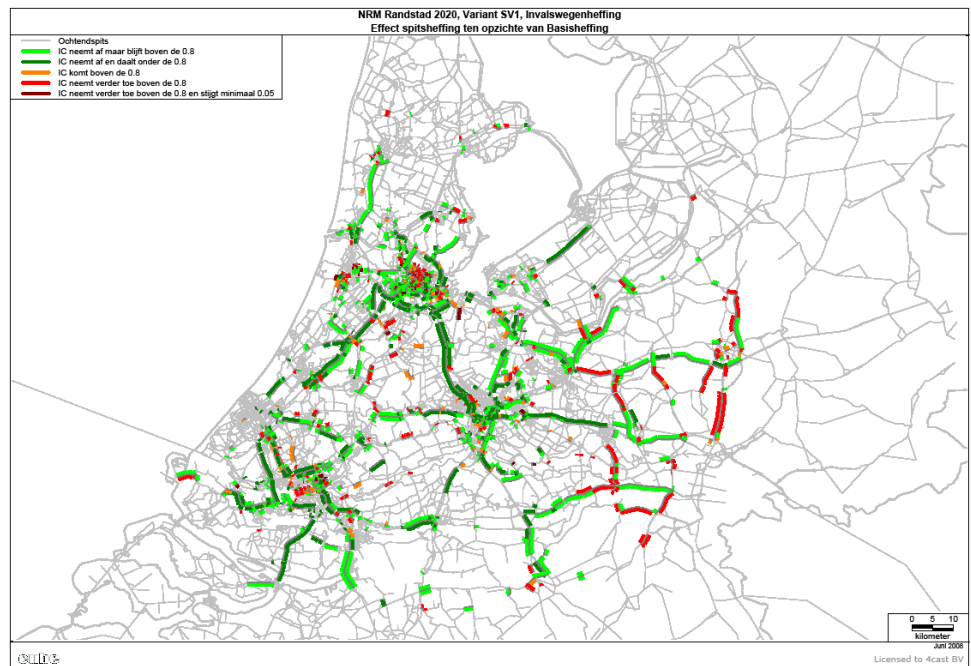 NRM Randstad 2020, Variant SV1, Invalswegenheffing
Effect spitsheffing ten opzichte van Basisheffing
Ochtendspits
IC neemt af maar blijft boven de 0.8
IC neemt af en daalt onder de 0.8
IC komt boven de 0.8
IC neemt verder toe boven de 0.8
IC neemt verder toe boven de 0.8 en stijgt minimaal 0.05
0 5 10
kilometer
Juni 2008
cube
Licensed to 4cast BV